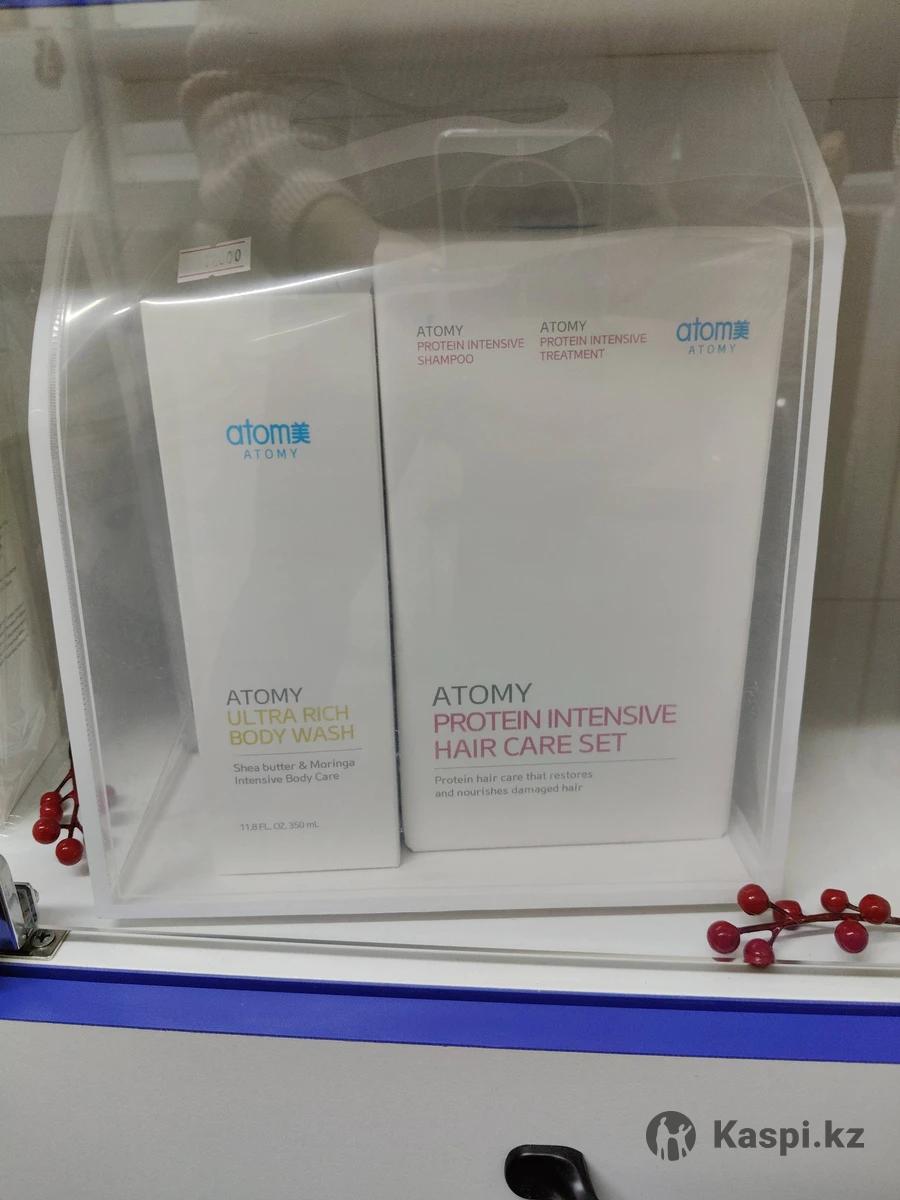 atom美
ATOMY
ATOMY
ULTRA RICH
BODY WASH
Shea butter & Moringa
Intensive Body Care
11.8 FL. OZ. 350 mL
ATOMY
PROTEIN INTENSIVE
SHAMPOO
ATOMY
PROTEIN INTENSIVE
TREATMENT
atom美
ATOMY
ATOMY
PROTEIN INTENSIVE
HAIR CARE SET
Protein hair care that restores
and nourishes damaged hair
Kaspi.kz